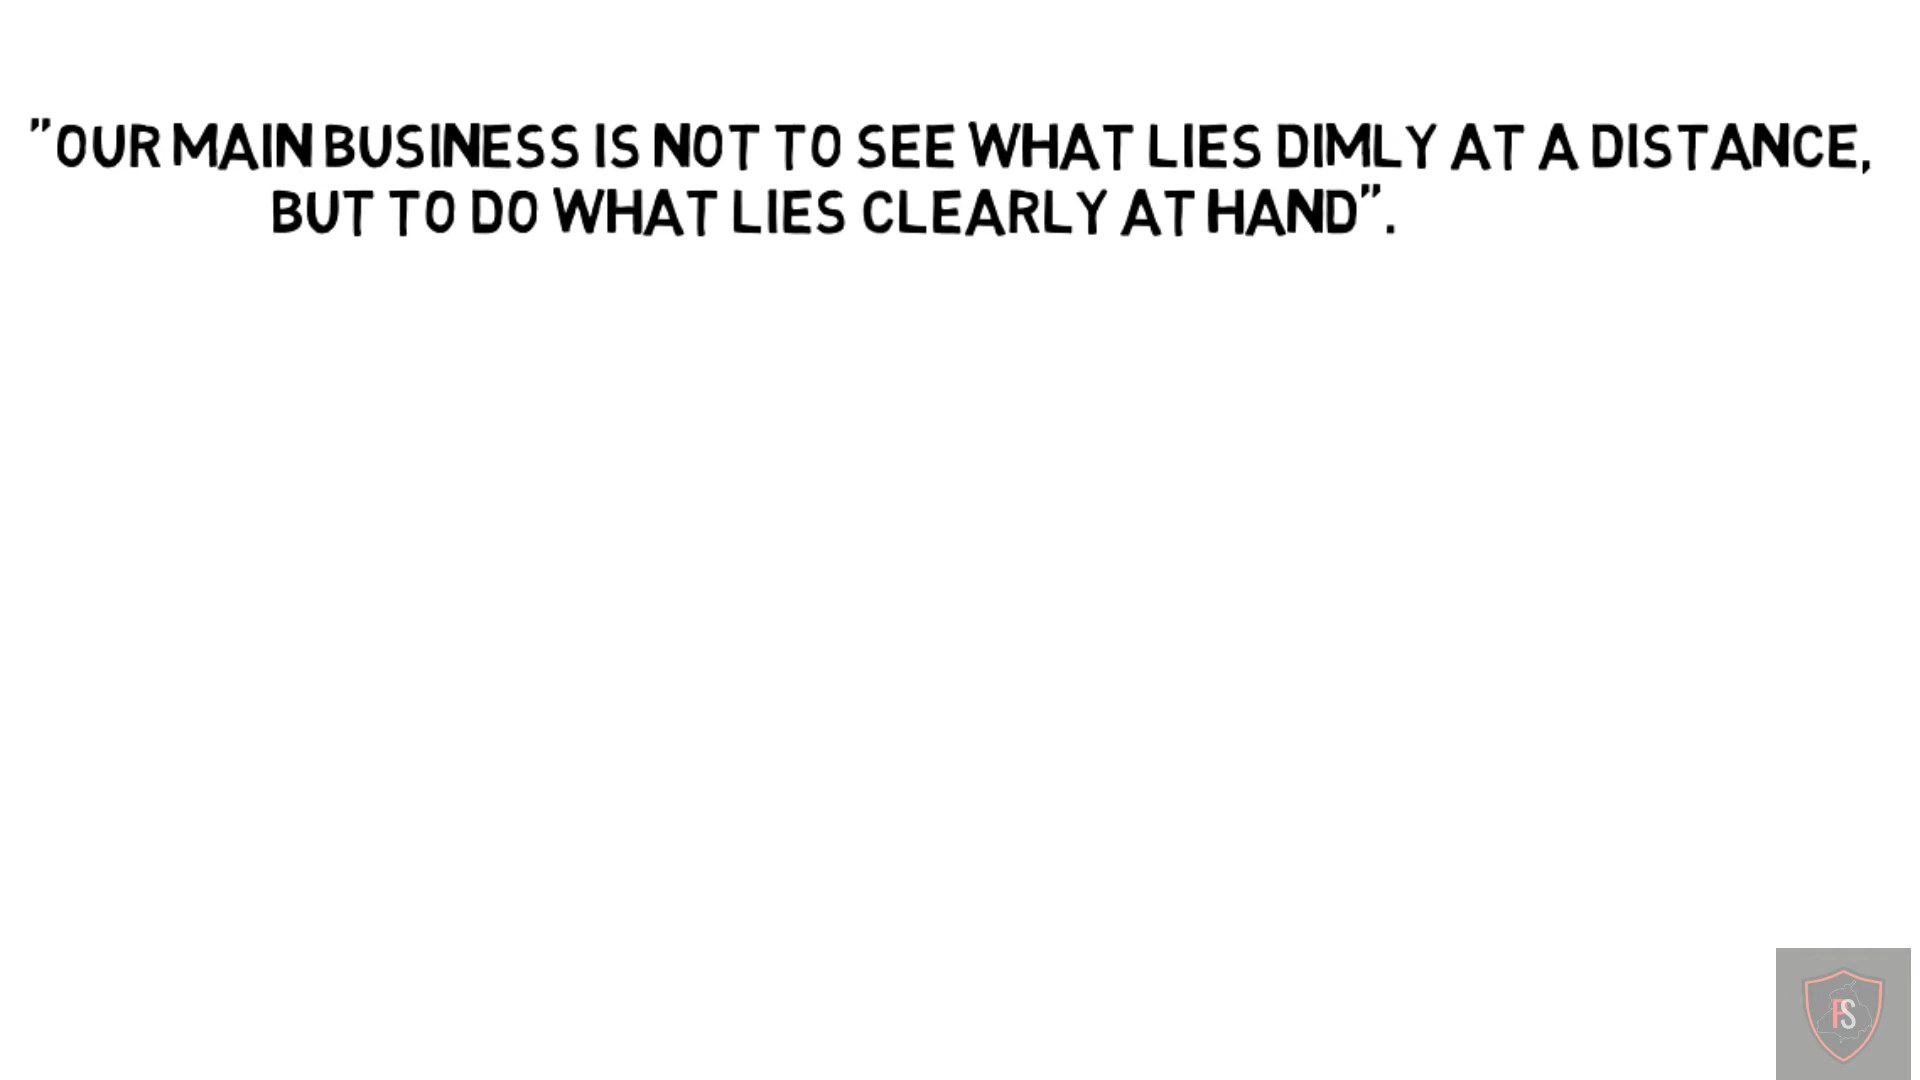 "OUR MAIN BUSINESS IS NOT TO SEE WHAT LIES DIMLY AT A DISTANCE,
BUT TO DO WHAT LIES CLEARLY AT HAND".
PS